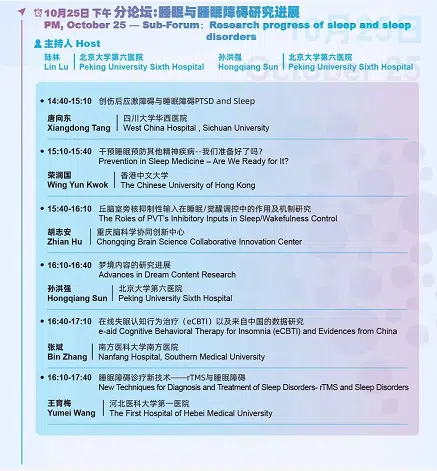 10月25日下午 分论坛:睡眠与睡眠障碍研究进展
PM, October 25 — Sub-Forum: Research progress of sleep and sleep
disorders
主持人 Host
陆林 北京大学第六医院 孙洪强 北京大学第六医院
Lin Lu Peking University Sixth Hospital Hongqiang Sun Peking University Sixth Hospital
• 14:40-15:10 创伤后应激障碍与睡眠障碍PTSD and Sleep
唐向东 四川大学华西医院
Xiangdong Tang West China Hospital , Sichuan University
• 15:10-15:40 干预睡眠预防其他精神疾病--我们准备好了吗?
Prevention in Sleep Medicine – Are We Ready for It?
荣润国 香港中文大学
Wing Yun Kwok The Chinese University of Hong Kong
• 15:40-16:10 丘脑室旁核抑制性输入在睡眠/觉醒调控中的作用及机制研究
The Roles of PVT's Inhibitory Inputs in Sleep/Wakefulness Control
胡志安 重庆脑科学协同创新中心
Zhian Hu Chongqing Brain Science Collaborative Innovation Center
• 16:10-16:40 梦境内容的研究进展
Advances in Dream Content Research
孙洪强 北京大学第六医院
Hongqiang Sun Peking University Sixth Hospital
• 16:40-17:10 在线失眠认知行为治疗（eCBTI）以及来自中国的数据研究
e-aid Cognitive Behavioral Therapy for Insomnia (eCBTI) and Evidences from China
张斌 南方医科大学南方医院
Bin Zhang Nanfang Hospital, Southern Medical University
• 16:10-17:40 睡眠障碍诊疗新技术——rTMS与睡眠障碍
New Techniques for Diagnosis and Treatment of Sleep Disorders- rTMS and Sleep Disorders
王育梅 河北医科大学第一医院
Yumei Wang The First Hospital of Hebei Medical University